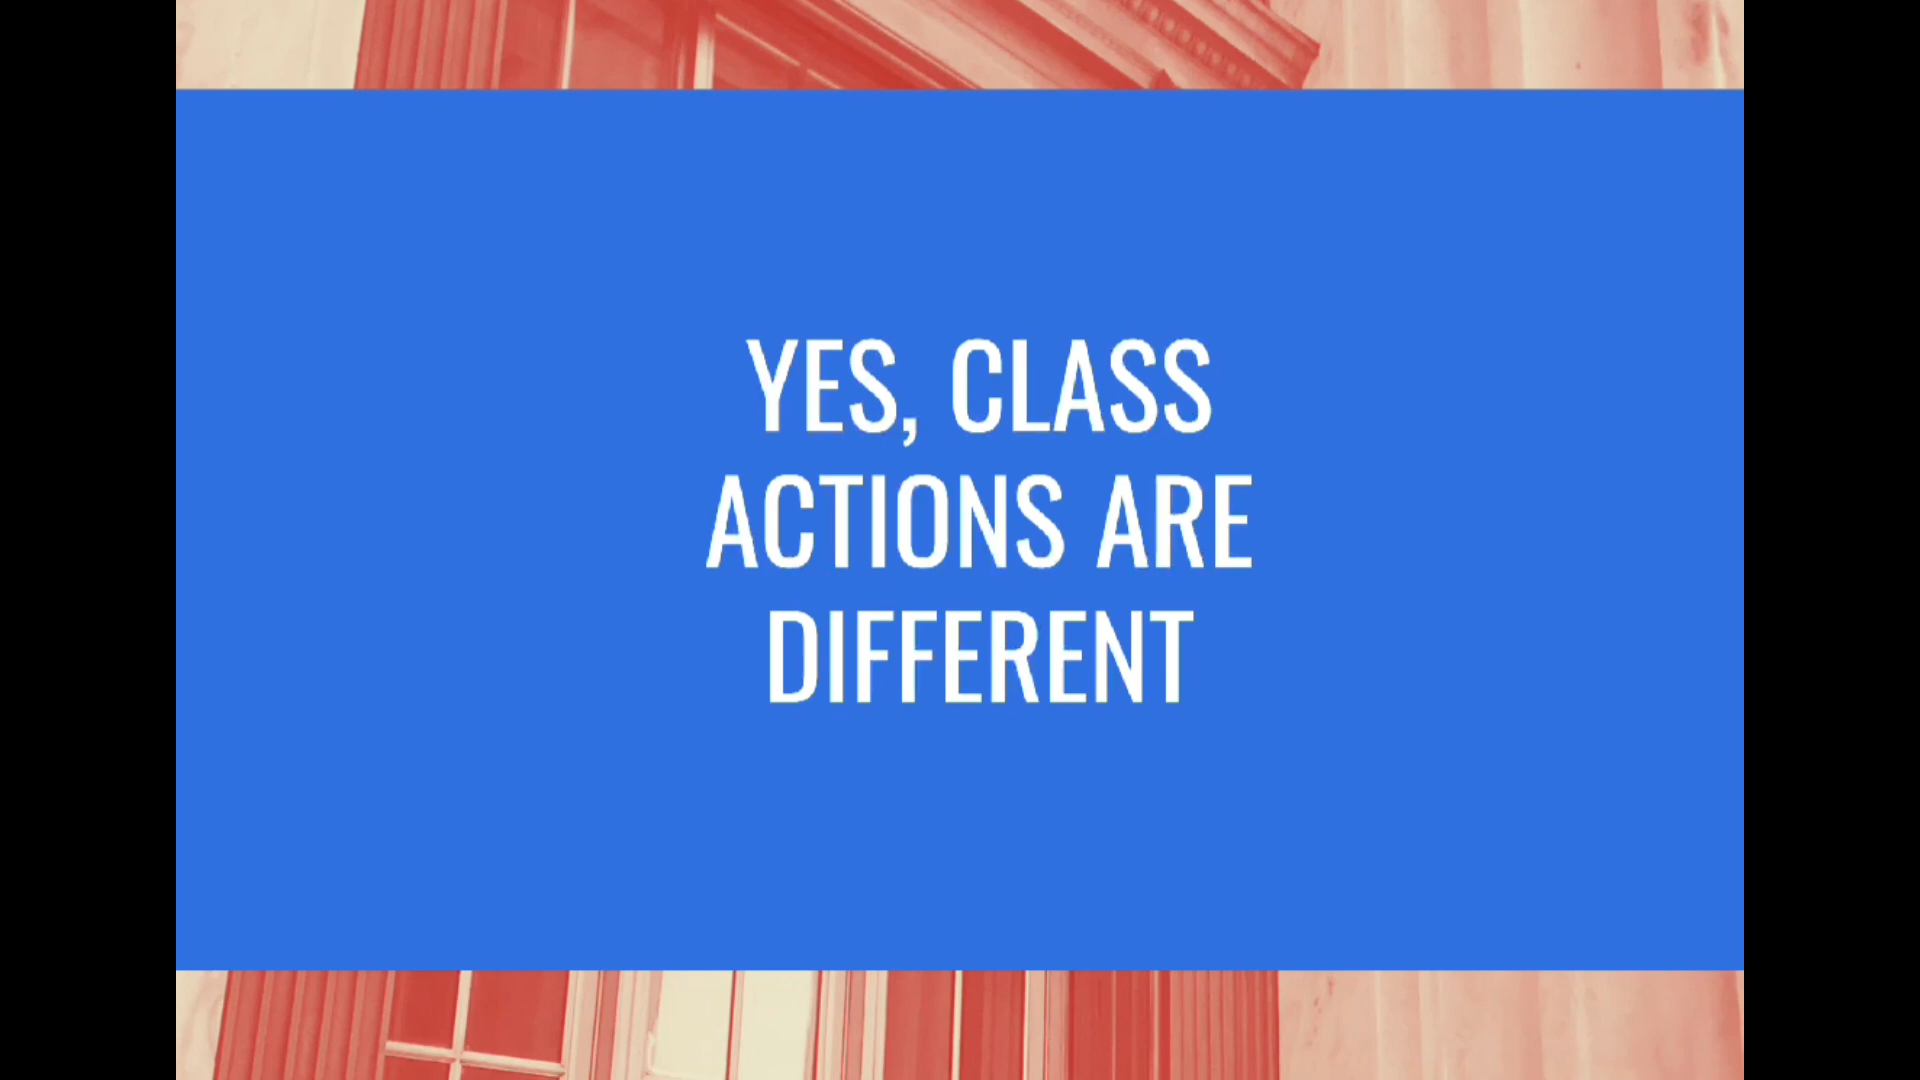 YES, CLASS
ACTIONS ARE
DIFFERENT